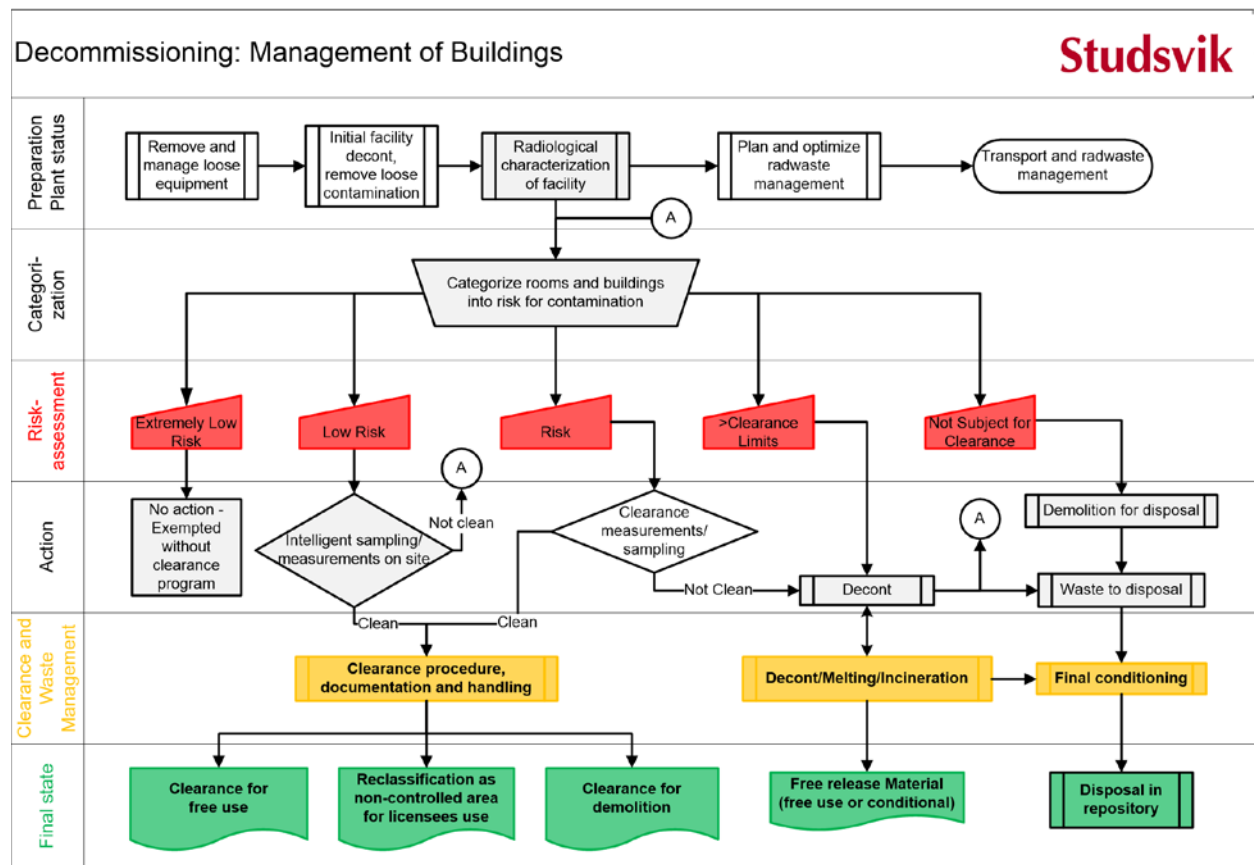 Decommissioning: Management of Buildings
Studsvik
Preparation
Plant status
Remove and
manage loose
equipment
Initial facility
decont,
remove loose
contamination
Radiological
characterization
of facility
Plan and optimize
radwaste
management
Transport and radwaste
management
A
Categori-
zation
Categorize rooms and buildings
into risk for contamination
Risk-
assessment
Extremely Low
Risk
Low Risk
Risk
>Clearance
Limits
Not Subject for
Clearance
A
Action
No action -
Exempted
without
clearance
program
Intelligent sampling/
measurements on site
Not clean
Clearance
measurements/
sampling
A
Demolition for disposal
Not Clean
Decont
Waste to disposal
Clean
Clean
Clearance and
Waste
Management
Clearance procedure,
documentation and handling
Decont/Melting/Incineration
Final conditioning
Final state
Clearance for
free use
Reclassification as
non-controlled area
for licensees use
Clearance for
demolition
Free release Material
(free use or conditional)
Disposal in
repository